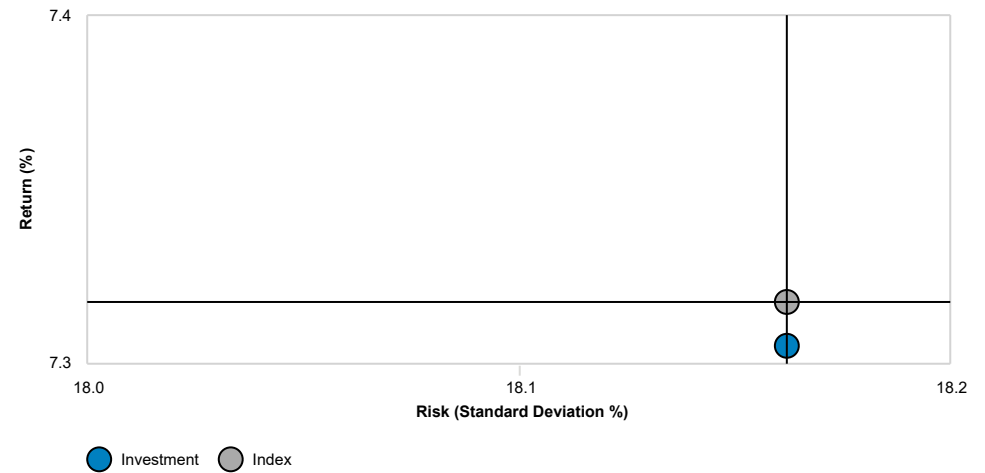 7.4
Return (%)
7.3
18.0 18.1 18.2
Risk (Standard Deviation %)
Investment Index